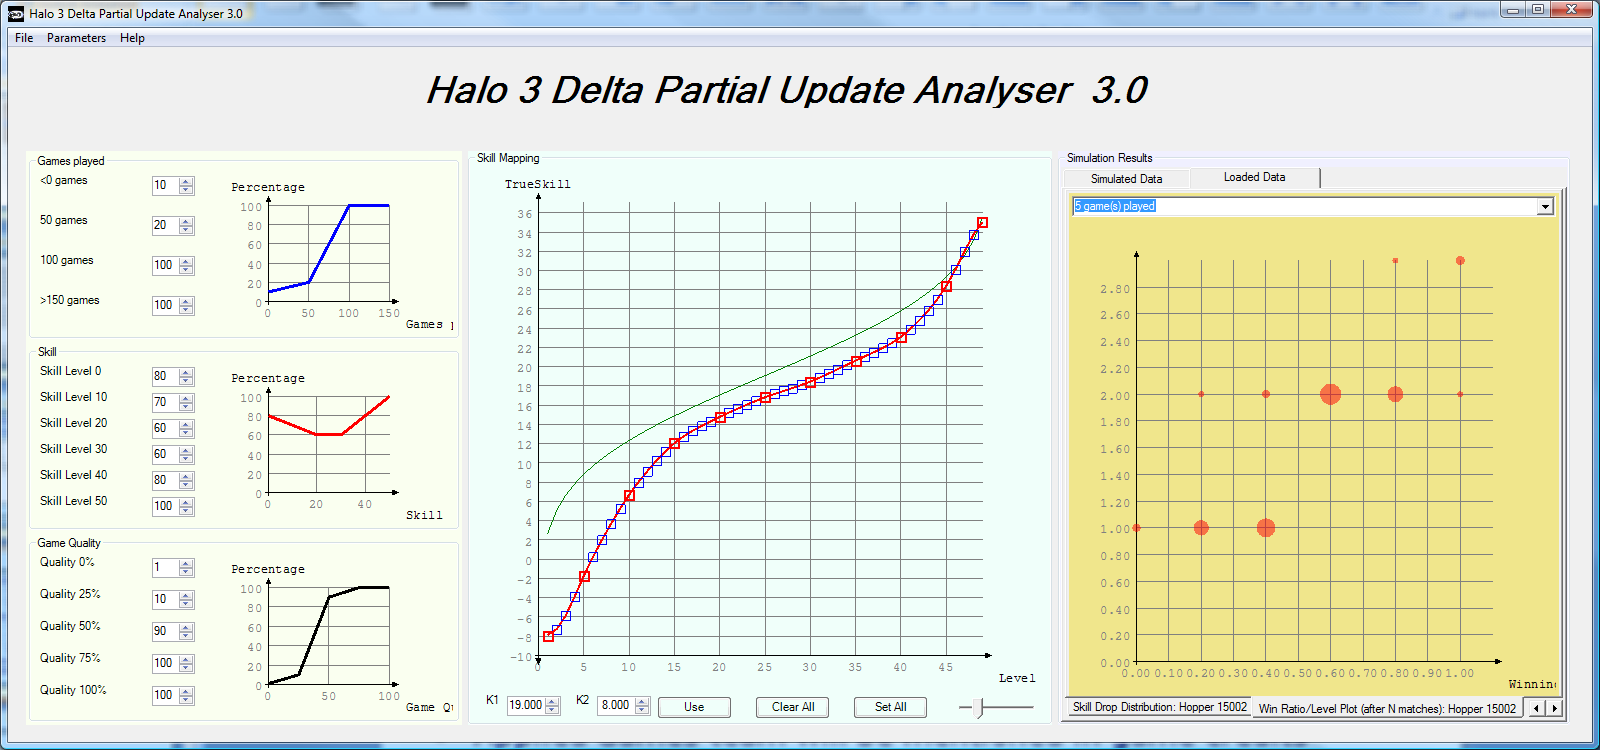 Halo 3 Delta Partial Update Analyser 3.0
File Parameters Help
Halo 3 Delta Partial Update Analyser 3.0
Games played
<0 games 10
50 games 20
100 games 100
>150 games 100
Percentage
100
80
60
40
20
0
0 50 100 150
Games
Skill
Skill Level 0 80
Skill Level 10 70
Skill Level 20 60
Skill Level 30 60
Skill Level 40 80
Skill Level 50 100
Percentage
100
80
60
40
20
0
0 20 40
Skill
Game Quality
Quality 0% 1
Quality 25% 10
Quality 50% 90
Quality 75% 100
Quality 100% 100
Percentage
100
80
60
40
20
0
0 50 100
Game
Skill Mapping
TrueSkill
36
34
32
30
28
26
24
22
20
18
16
14
12
10
8
6
4
2
0
-2
-4
-6
-8
-10
0 5 10 15 20 25 30 35 40 45
Level
K1 19.000 K2 8.000 Use Clear All Set All
Simulation Results
Simulated Data Loaded Data
5 game(s) played
2.80
2.60
2.40
2.20
2.00
1.80
1.60
1.40
1.20
1.00
0.80
0.60
0.40
0.20
0.00
0.00 0.10 0.20 0.30 0.40 0.50 0.60 0.70 0.80 0.90 1.00
Skill Drop Distribution: Hopper 15002 Win Ratio/Level Plot (after N matches): Hopper 15002